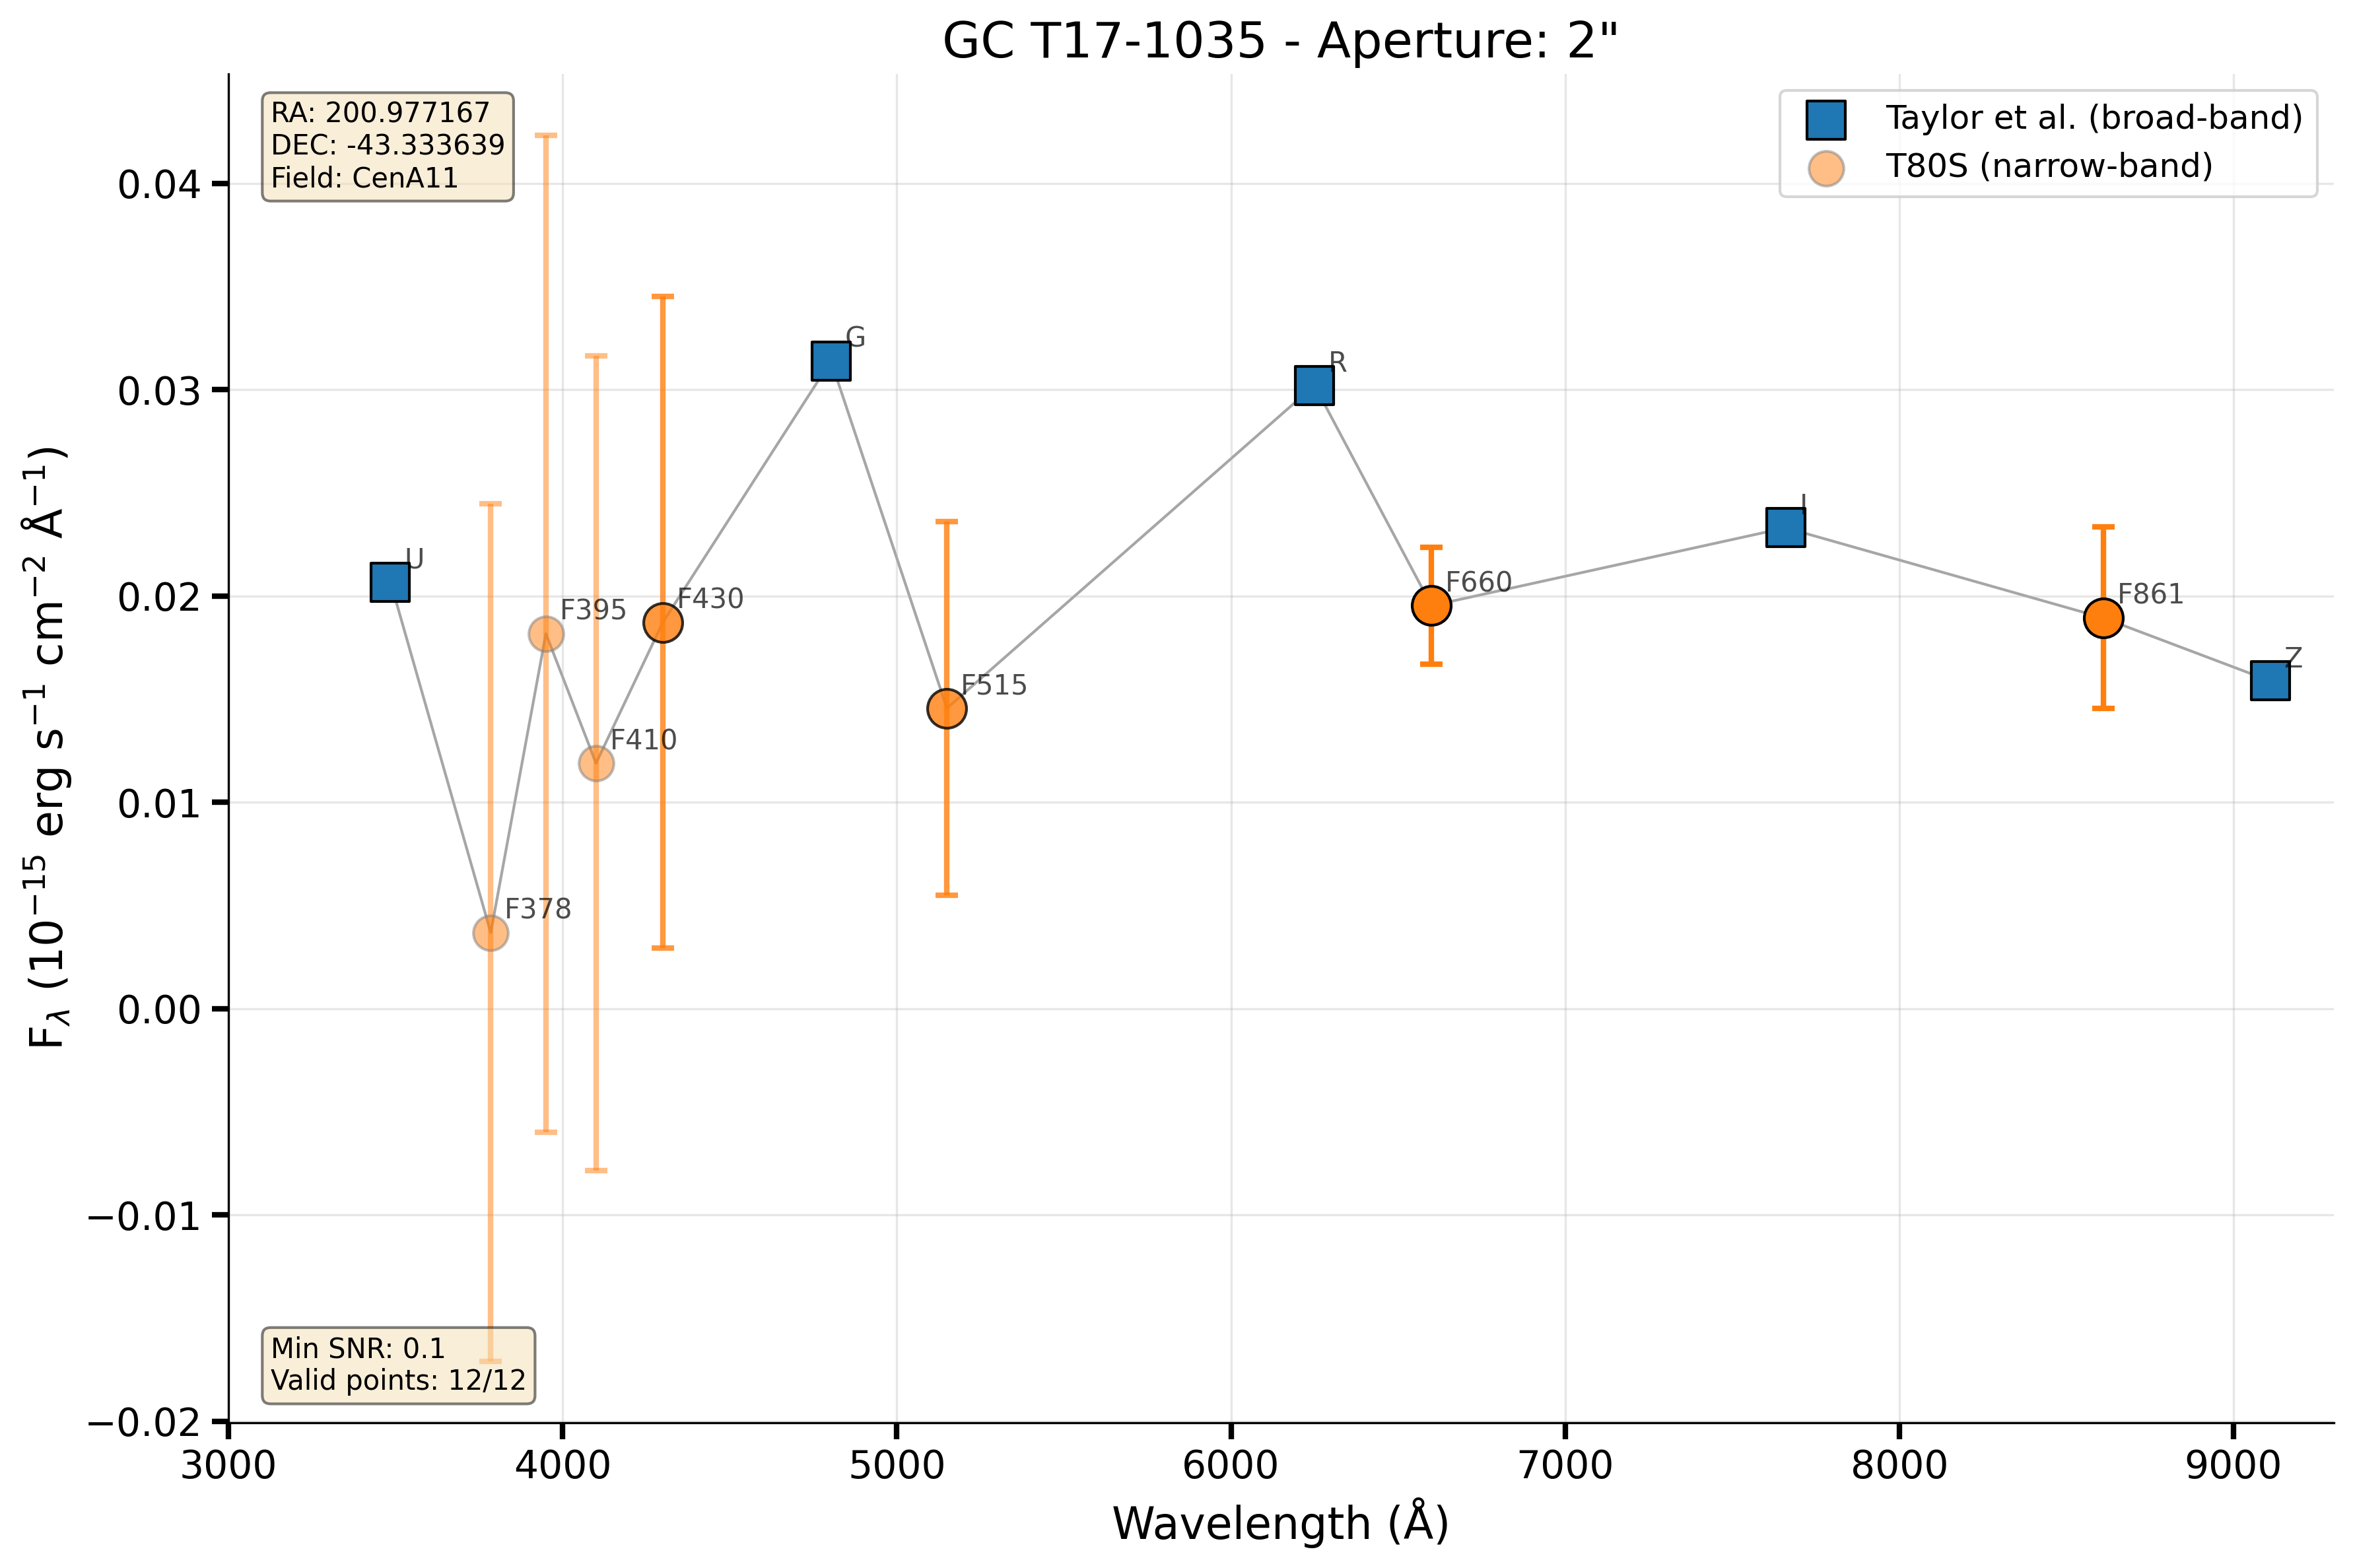 GC T17-1035 - Aperture: 2"
RA: 200.977167
DEC: -43.333639
Field: CenA11
Taylor et al. (broad-band)
T80S (narrow-band)
0.04
0.03
0.02
0.01
0.00
−0.01
−0.02
F_λ (10⁻¹⁵ erg s⁻¹ cm⁻² Å⁻¹)
U
F378
F395
F410
F430
G
F515
R
F660
I
F861
Z
Min SNR: 0.1
Valid points: 12/12
3000 4000 5000 6000 7000 8000 9000
Wavelength (Å)